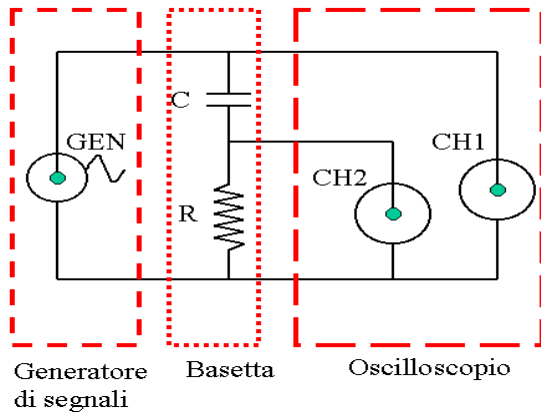 C
GEN
CH1
CH2
R
Generatore
di segnali
Basetta
Oscilloscopio